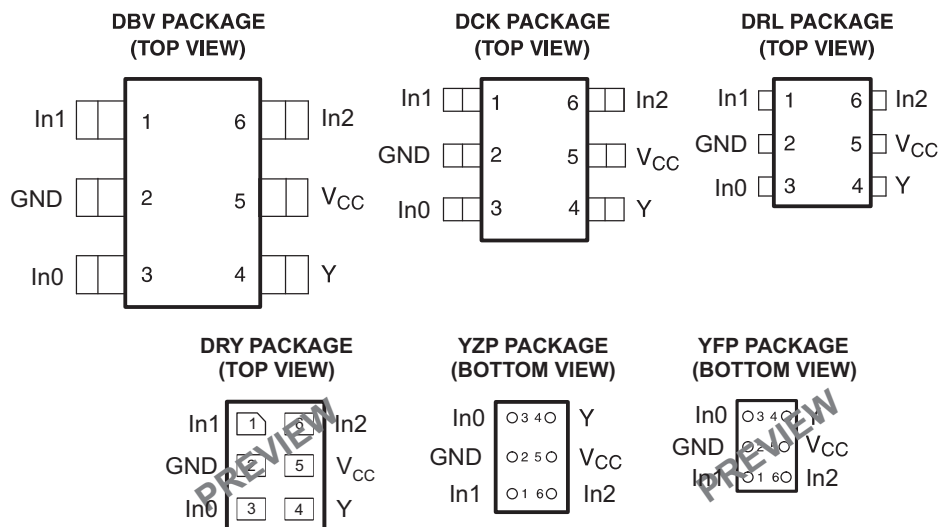 DBV PACKAGE
(TOP VIEW)
In1 1 6 In2
GND 2 5 VCC
In0 3 4 Y
DCK PACKAGE
(TOP VIEW)
In1 1 6 In2
GND 2 5 VCC
In0 3 4 Y
DRL PACKAGE
(TOP VIEW)
In1 1 6 In2
GND 2 5 VCC
In0 3 4 Y
DRY PACKAGE
(TOP VIEW)
In1 1 6 In2
GND 2 5 VCC
In0 3 4 Y
PREVIEW
YZP PACKAGE
(BOTTOM VIEW)
In0 3 4 Y
GND 2 5 VCC
In1 1 6 In2
YFP PACKAGE
(BOTTOM VIEW)
In0 3 4
GND 2 5 VCC
In1 1 6 In2
PREVIEW